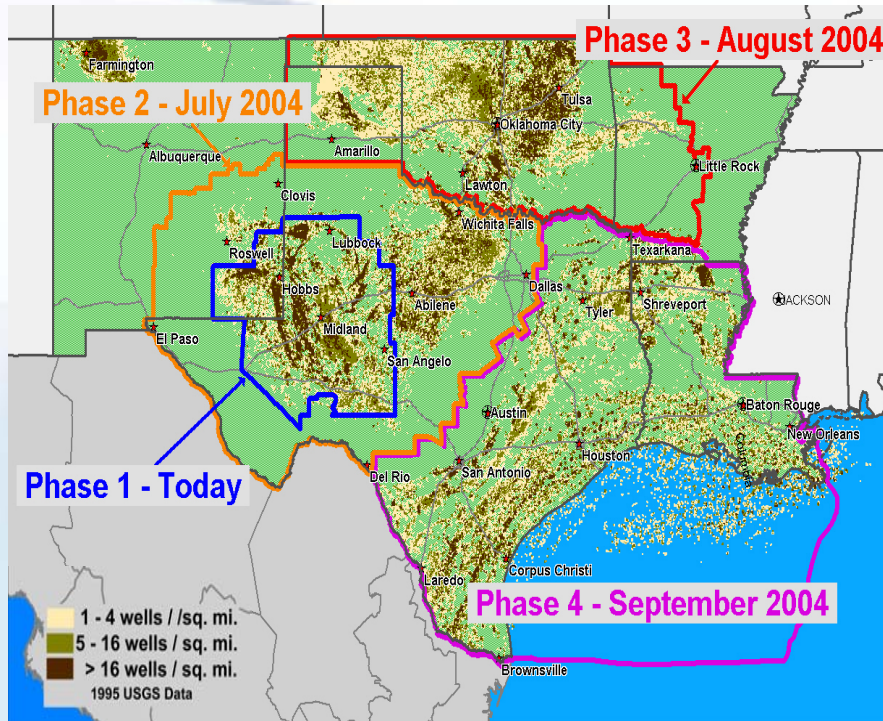 Phase 3 - August 2004
Farmington
Phase 2 - July 2004
Tulsa
Oklahoma City
Albuquerque
Amarillo
Little Rock
Lawton
Clovis
Wichita Falls
Roswell
Lubbock
Texarkana
Hobbs
Dallas
Abilene
Tyler
Shreveport
JACKSON
Midland
El Paso
San Angelo
Austin
Baton Rouge
New Orleans
Houston
San Antonio
Del Rio
Phase 1 - Today
Corpus Christi
Laredo
Phase 4 - September 2004
1 - 4 wells / /sq. mi.
5 - 16 wells / sq. mi.
> 16 wells / sq. mi.
1995 USGS Data
Brownsville